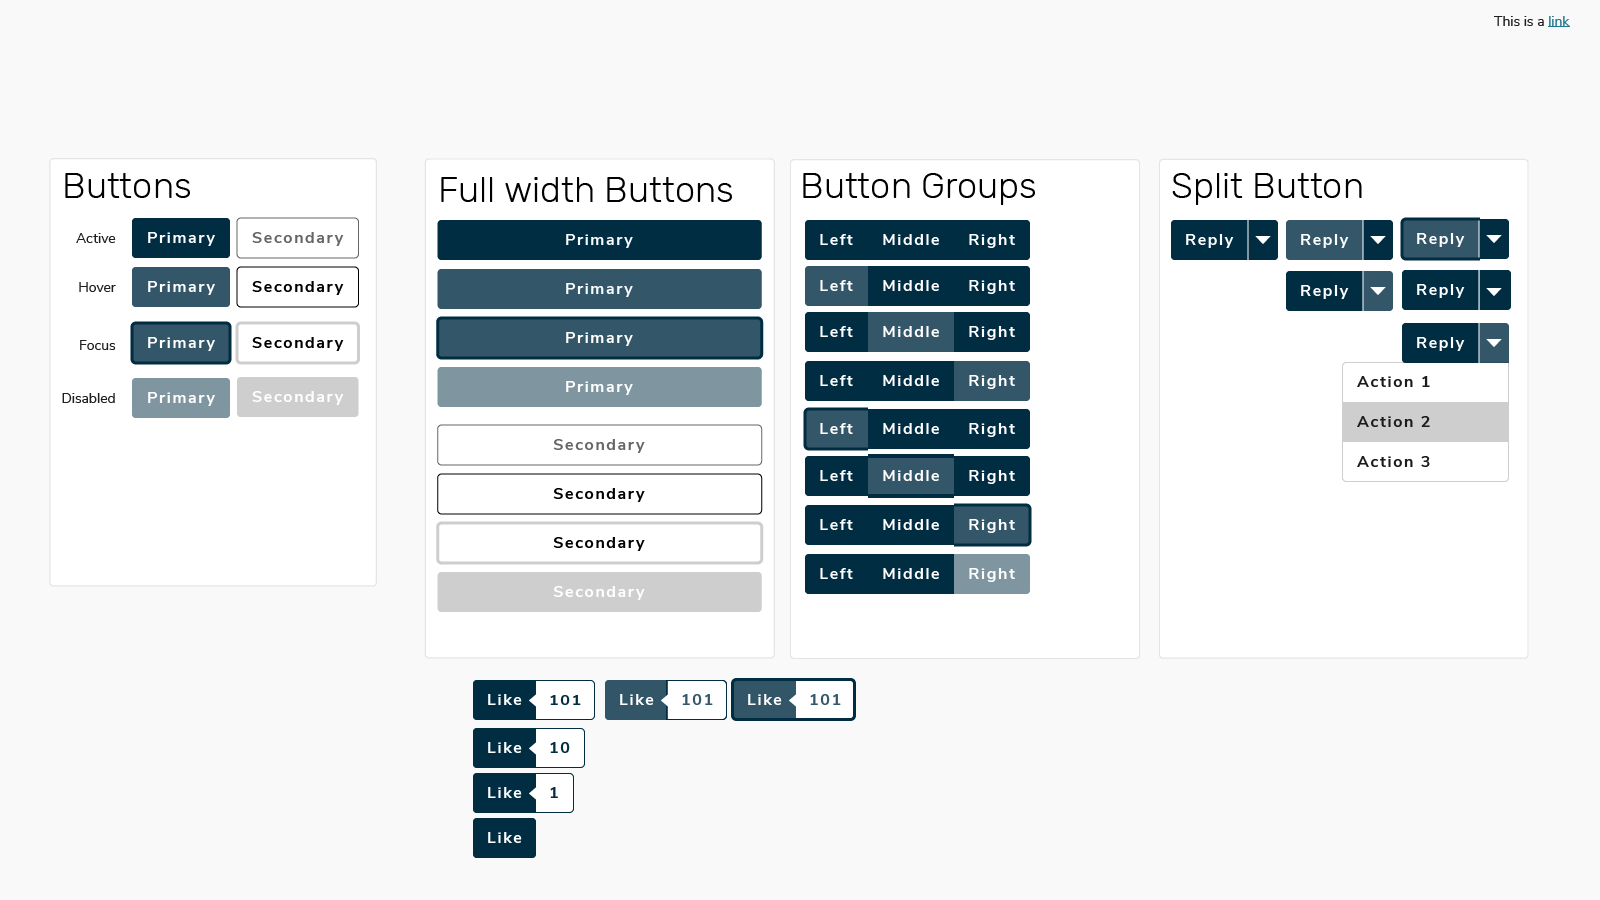 This is a link
Buttons
Active Primary Secondary
Hover Primary Secondary
Focus Primary Secondary
Disabled Primary Secondary
Full width Buttons
Primary
Primary
Primary
Primary
Secondary
Secondary
Secondary
Secondary
Button Groups
Left Middle Right
Left Middle Right
Left Middle Right
Left Middle Right
Left Middle Right
Left Middle Right
Left Middle Right
Left Middle Right
Split Button
Reply Reply Reply
Reply Reply
Reply
Action 1
Action 2
Action 3
Like 101 Like 101 Like 101
Like 10
Like 1
Like